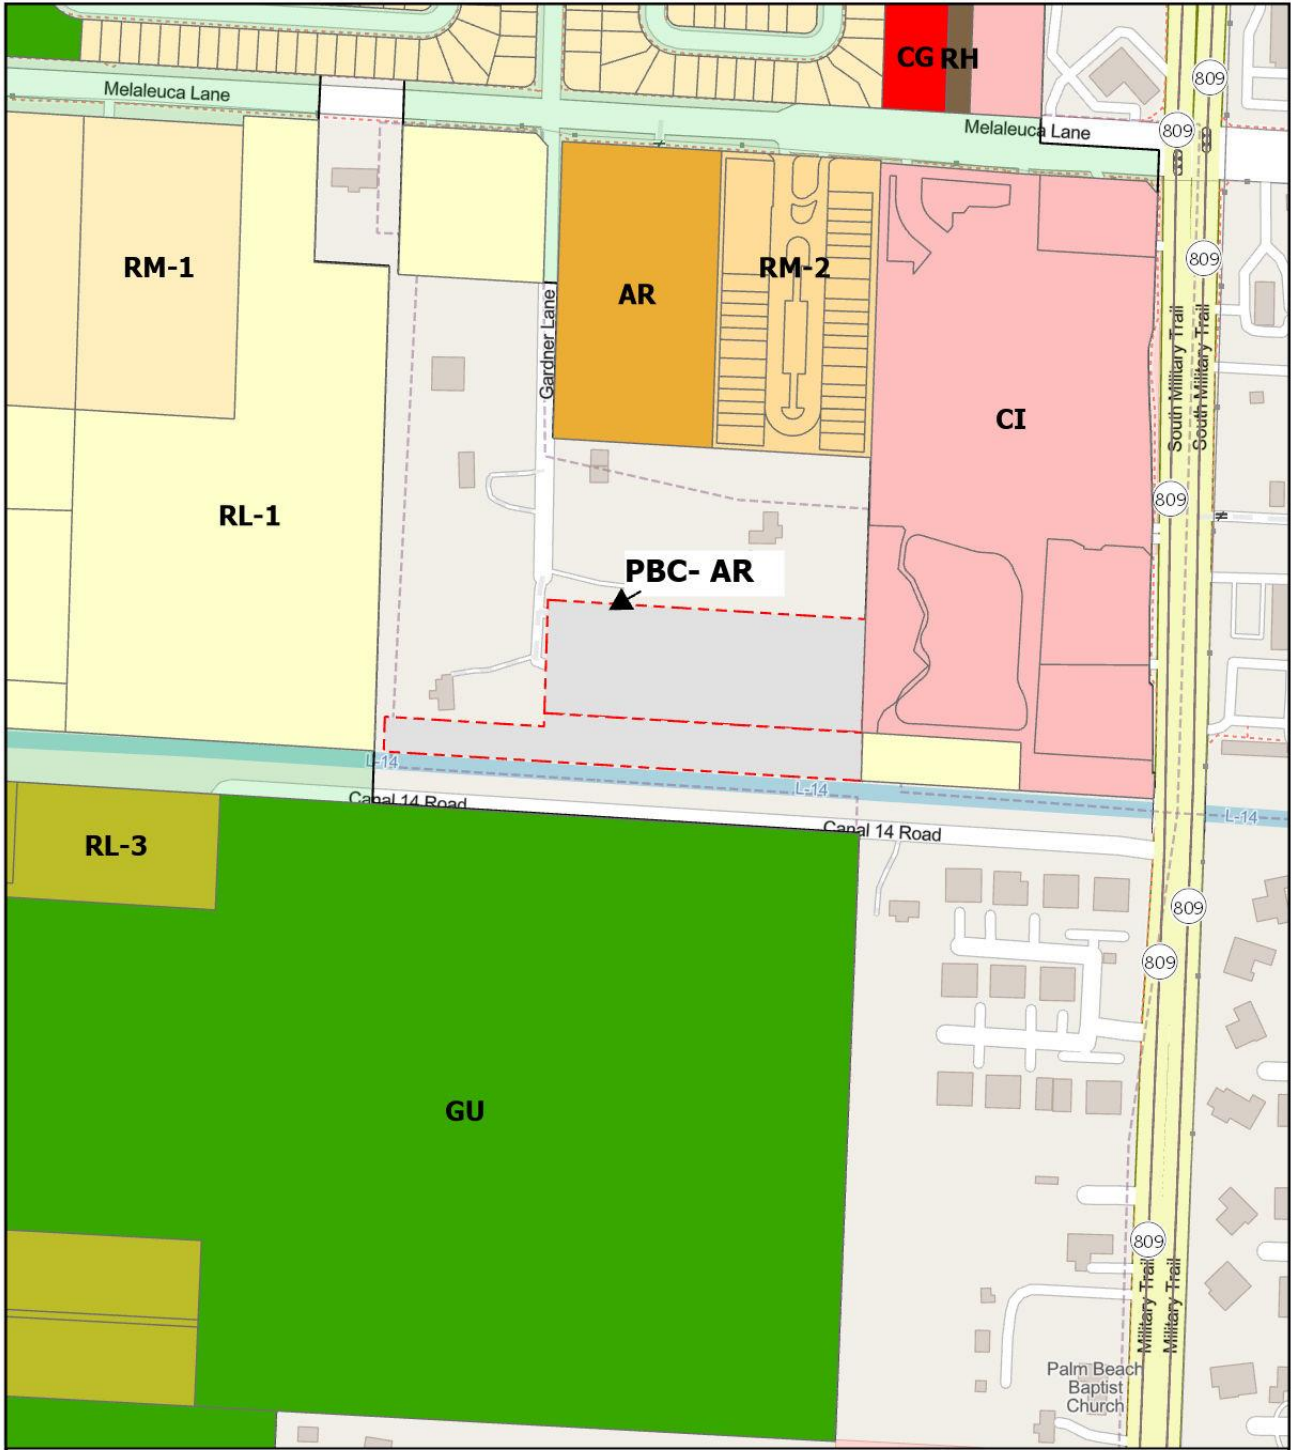 CG RH
809
Melaleuca Lane
Melaleuca Lane
809
RM-1
AR
RM-2
809
Gardner Lane
South Military Trail
South Military Trail
CI
809
RL-1
PBC- AR
L-14
L-14
L-14
Canal 14 Road
Canal 14 Road
RL-3
809
809
GU
809
Military Trail
Military Trail
Palm Beach
Baptist
Church